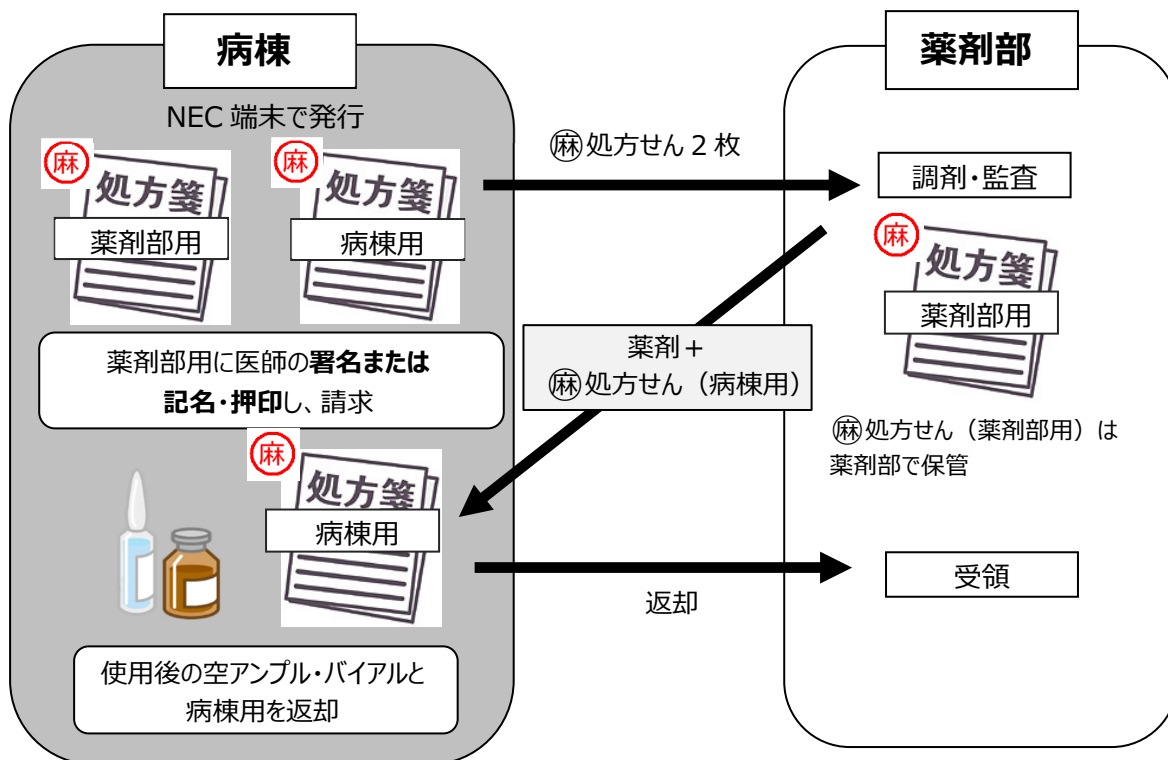 病棟
NEC 端末で発行
麻
処方箋
薬剤部用
麻
処方箋
病棟用
薬剤部用に医師の署名または
記名・押印し、請求
麻
処方箋
病棟用
使用後の空アンプル・バイアルと
病棟用を返却
㊙処方せん2枚
薬剤+
麻処方せん（病棟用）
返却
薬剤部
調剤・監査
麻
処方箋
薬剤部用
麻処方せん（薬剤部用）は
薬剤部で保管
受領